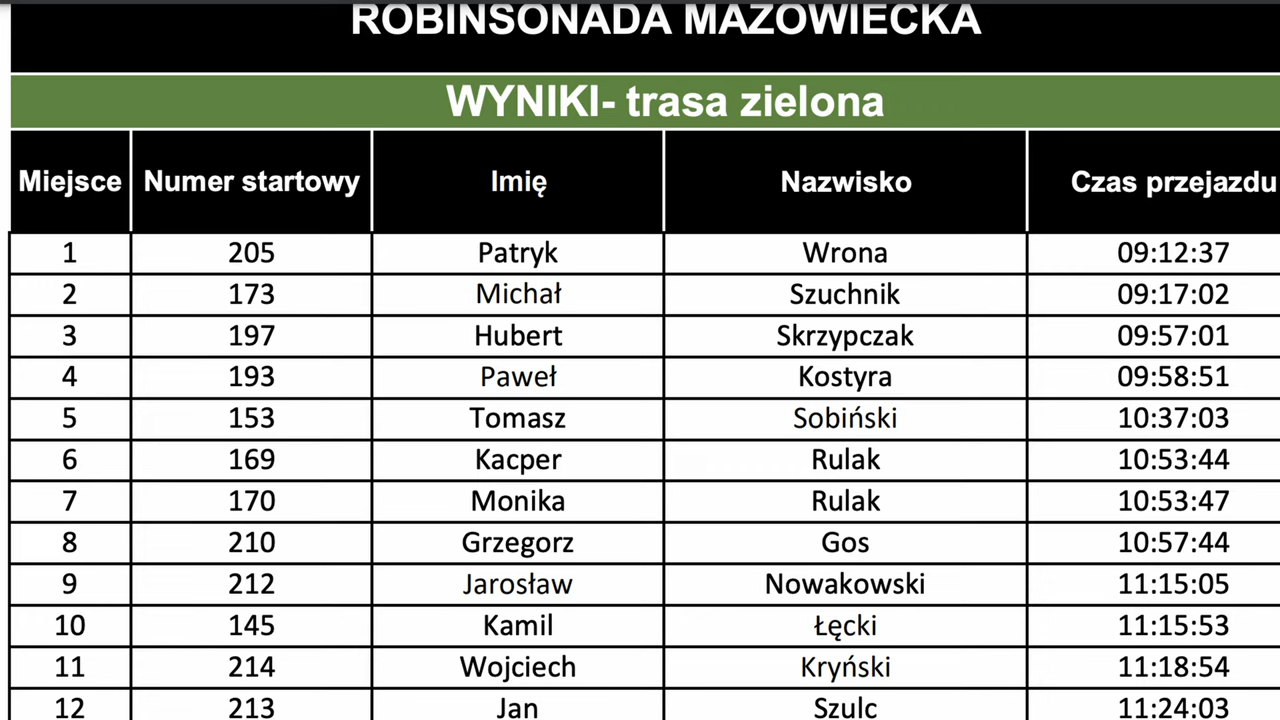 ROBINSONADA MAZOWIECKA
WYNIKI- trasa zielona
Miejsce Numer startowy Imię Nazwisko Czas przejazdu
1 205 Patryk Wrona 09:12:37
2 173 Michał Szuchnik 09:17:02
3 197 Hubert Skrzypczak 09:57:01
4 193 Paweł Kostyra 09:58:51
5 153 Tomasz Sobiński 10:37:03
6 169 Kacper Rulak 10:53:44
7 170 Monika Rulak 10:53:47
8 210 Grzegorz Gos 10:57:44
9 212 Jarosław Nowakowski 11:15:05
10 145 Kamil Łęcki 11:15:53
11 214 Wojciech Kryński 11:18:54
12 213 Jan Szulc 11:24:03